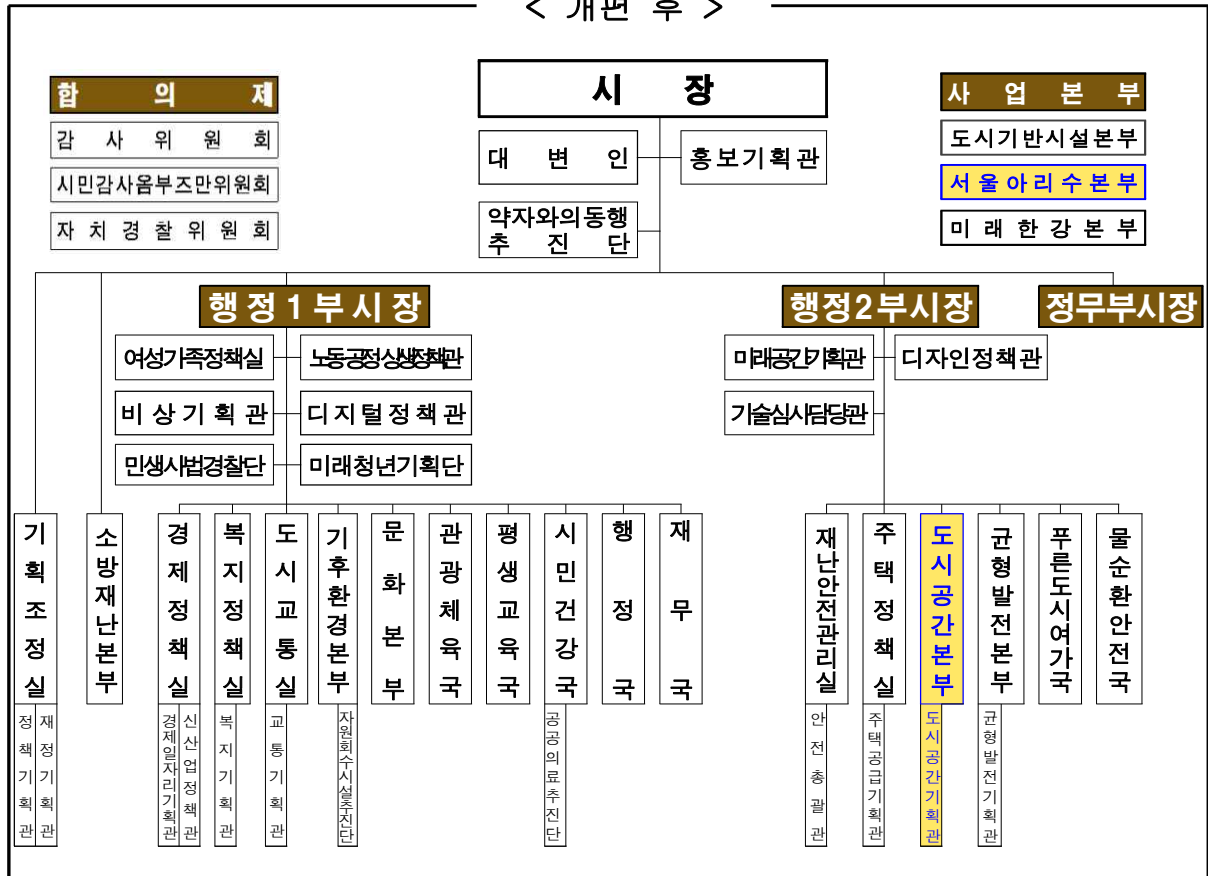 < 개편 후 >
시 장
합 의 제
감 사 위 원 회
시민감사옴부즈만위원회
자 치 경 찰 위 원 회
대 변 인
홍보기획관
약자와의동행
추 진 단
사 업 본 부
도시기반시설본부
서울아리수본부
미래한강본부
행정1부시장
행정2부시장
정무부시장
여성가족정책실
노동공정상생정책관
비상기획관
디지털정책관
민생사법경찰단
미래청년기획단
미래공간기획관
디자인정책관
기술심사담당관
기획조정실
소방재난본부
경제정책실
복지정책실
도시교통실
기후환경본부
문화본부
관광체육국
평생교육국
시민건강국
행정국
재무국
재난안전관리실
주택정책실
도시공간본부
균형발전본부
푸른도시여가국
물순환안전국
정책기획관
재정기획관
경제일자리기획관
신산업정책관
복지기획관
교통기획관
자원회수시설추진단
공공의료추진단
안전총괄관
주택공급기획관
도시공간기획관
균형발전기획관